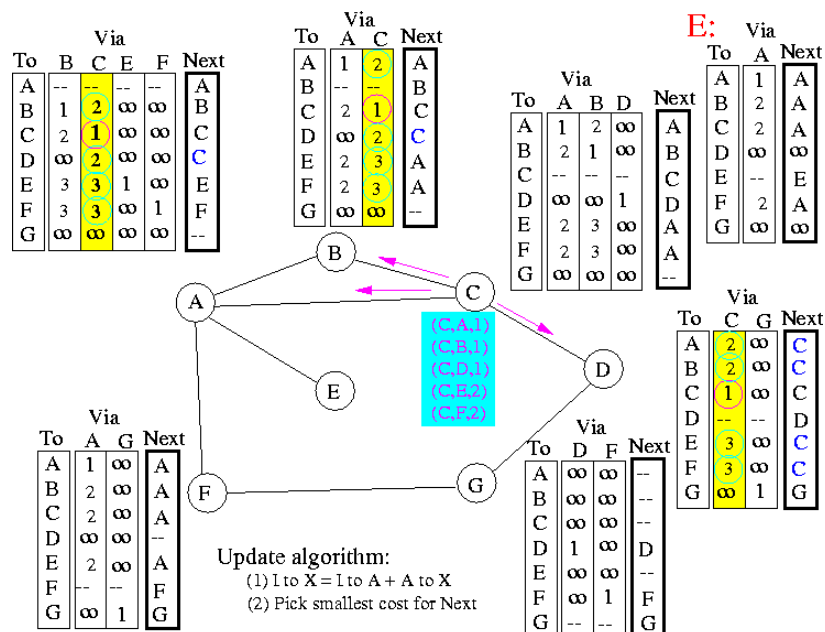 Via
To B C E F Next
A -- -- -- -- A
B 1 2 ∞ ∞ B
C 2 1 ∞ ∞ C
D ∞ 2 ∞ ∞ C
E 3 3 1 ∞ E
F 3 3 ∞ 1 F
G ∞ ∞ ∞ ∞ --
Via
To A C Next
A 1 2 A
B -- -- B
C 2 1 C
D ∞ 2 C
E 2 3 A
F 2 3 A
G ∞ ∞ --
Via
A B D
A 1 2 ∞ A
B 2 1 ∞ B
C -- -- -- C
D ∞ ∞ 1 D
E 2 3 ∞ A
F 2 3 ∞ A
G ∞ ∞ ∞ --
E:
Via
To A Next
A 1 A
B 2 A
C 2 A
D ∞ ∞
E -- E
F 2 A
G ∞ ∞
B
A
C
E
D
F
G
(C,A,1)
(C,B,1)
(C,D,1)
(C,E,2)
(C,F,2)
Via
To C G Next
A 2 ∞ C
B 2 ∞ C
C 1 ∞ C
D -- -- D
E 3 ∞ C
F 3 ∞ C
G ∞ 1 G
Via
To A G Next
A 1 ∞ A
B 2 ∞ A
C 2 ∞ A
D ∞ ∞ --
E 2 ∞ A
F -- -- F
G ∞ 1 G
Via
To D F Next
A ∞ ∞ --
B ∞ ∞ --
C ∞ ∞ --
D 1 ∞ D
E ∞ ∞ --
F ∞ 1 F
G -- -- G
Update algorithm:
(1) I to X = I to A + A to X
(2) Pick smallest cost for Next